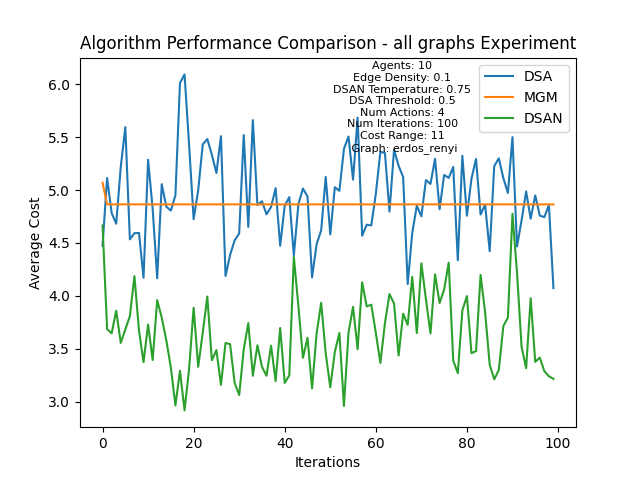 Algorithm Performance Comparison - all graphs Experiment
Agents: 10
Edge Density: 0.1
DSAN Temperature: 0.75
DSA Threshold: 0.5
Num Actions: 4
Num Iterations: 100
Cost Range: 11
Graph: erdos_renyi
DSA
MGM
DSAN
Average Cost
6.0
5.5
5.0
4.5
4.0
3.5
3.0
0 20 40 60 80 100
Iterations